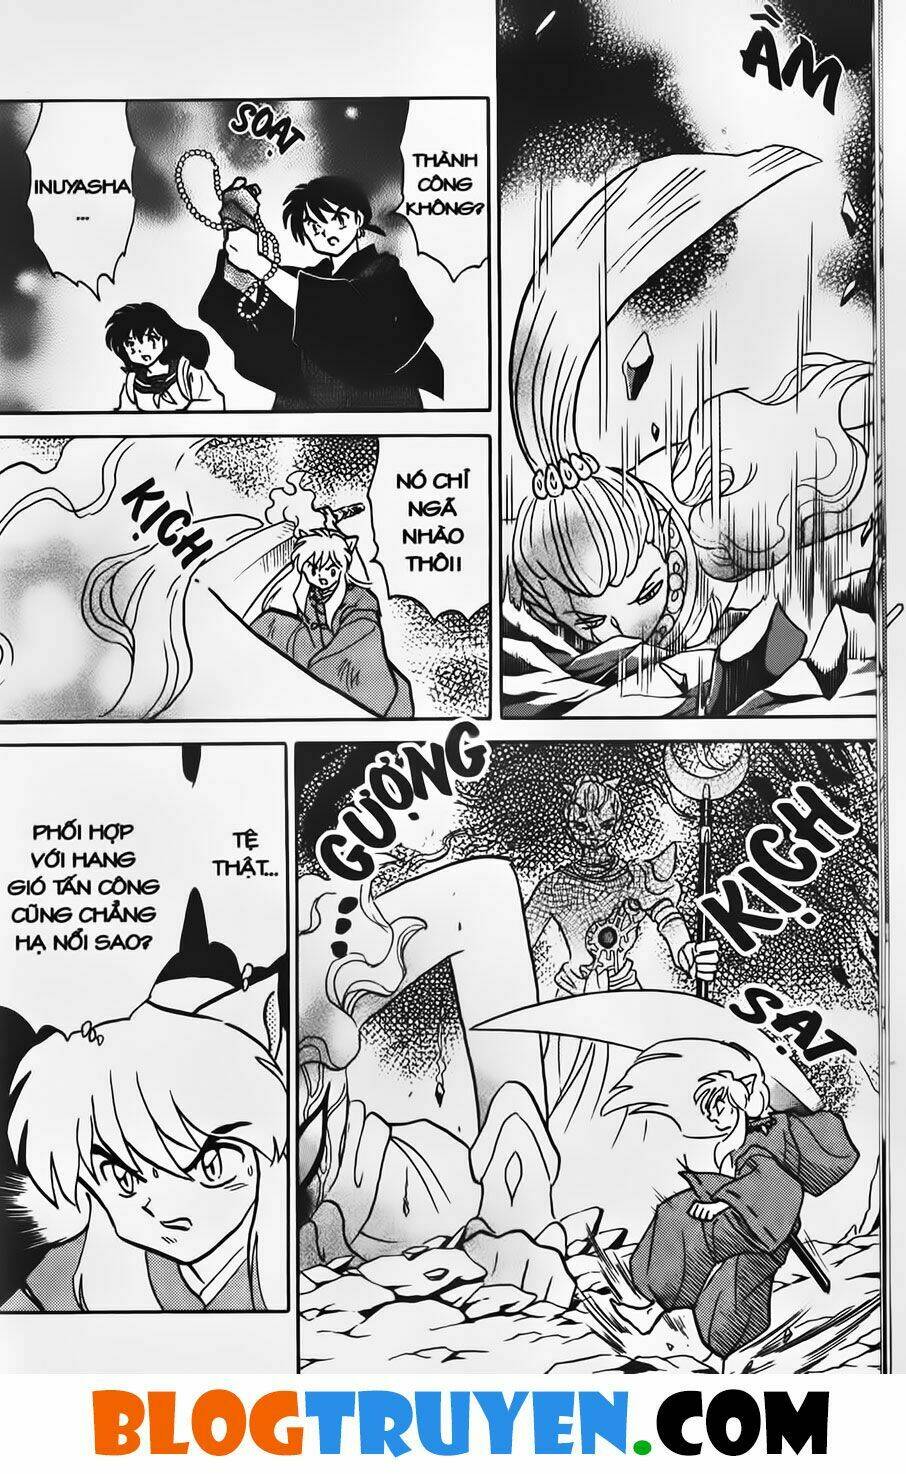 ẦM
THÀNH
CÔNG
KHÔNG?
SOẠT
INUYASHA
...
NÓ CHỈ
NGÃ
NHÀO
THÔI!
KỊCH
KỊCH
GƯỢNG
...
SẠT
TỆ
THẬT...
PHỐI HỢP
VỚI HANG
GIÓ TẤN CÔNG
CŨNG CHẲNG
HẠ NỔI SAO?
BLOGTRUYEN.COM